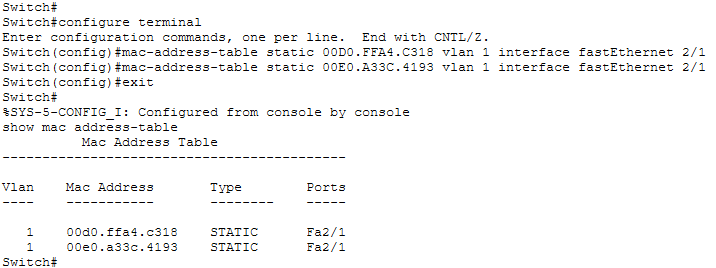 Switch#
Switch#configure terminal
Enter configuration commands, one per line.  End with CNTL/Z.
Switch(config)#mac-address-table static 00D0.FFA4.C318 vlan 1 interface fastEthernet 2/1
Switch(config)#mac-address-table static 00E0.A33C.4193 vlan 1 interface fastEthernet 2/1
Switch(config)#exit
Switch#
%SYS-5-CONFIG_I: Configured from console by console
show mac address-table
          Mac Address Table
-------------------------------------------

Vlan    Mac Address       Type        Ports
----    -----------       --------    -----

   1    00d0.ffa4.c318    STATIC      Fa2/1
   1    00e0.a33c.4193    STATIC      Fa2/1
Switch#